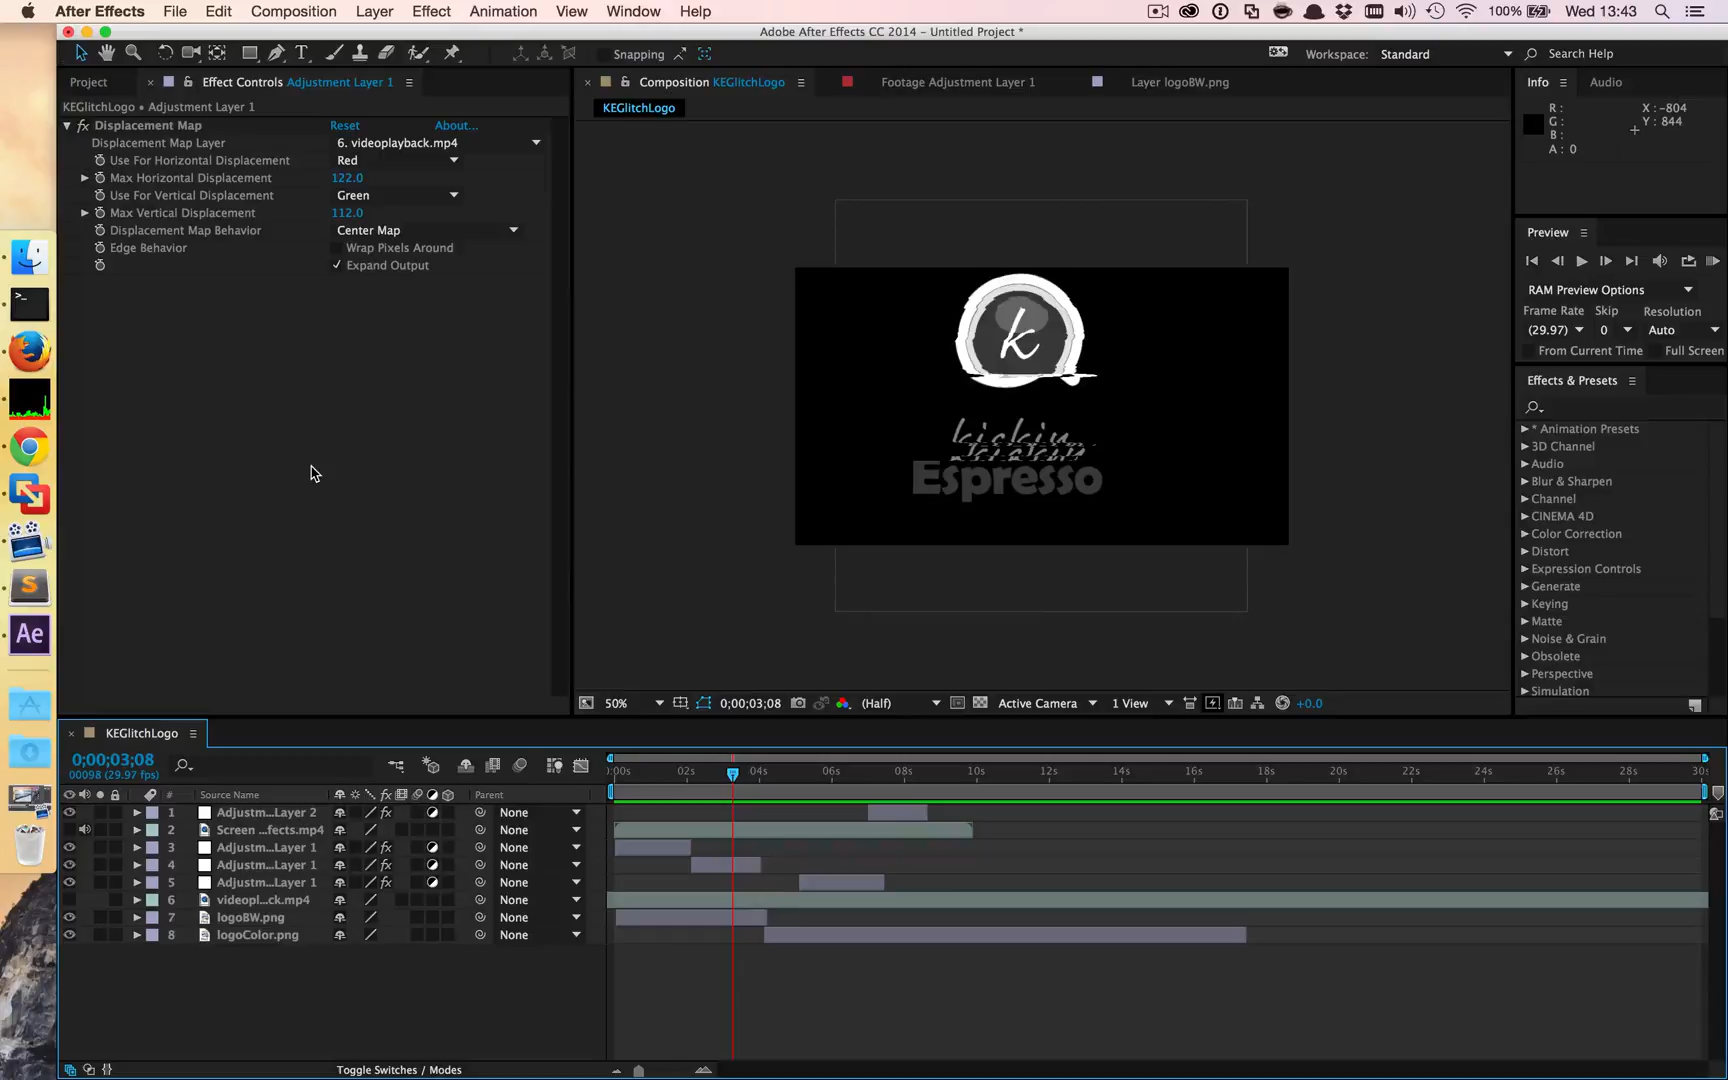 After Effects File Edit Composition Layer Effect Animation View Window Help 100% Wed 13:43
Adobe After Effects CC 2014 – Untitled Project *
Snapping Workspace: Standard Search Help
Project Effect Controls Adjustment Layer 1 Composition KEGlitchLogo Footage Adjustment Layer 1 Layer logoBW.png Info Audio
KEGlitchLogo • Adjustment Layer 1 KEGlitchLogo R: X: -804
G: Y: 844
B:
A: 0
fx Displacement Map Reset About...
Displacement Map Layer 6. videoplayback.mp4
Use For Horizontal Displacement Red
Max Horizontal Displacement 122.0
Use For Vertical Displacement Green
Max Vertical Displacement 112.0
Displacement Map Behavior Center Map
Edge Behavior Wrap Pixels Around
Expand Output
k
kickin
Espresso
Preview
RAM Preview Options
Frame Rate Skip Resolution
(29.97) 0 Auto
From Current Time Full Screen
Effects & Presets
* Animation Presets
3D Channel
Audio
Blur & Sharpen
Channel
CINEMA 4D
Color Correction
Distort
Expression Controls
Generate
Keying
Matte
Noise & Grain
Obsolete
Perspective
Simulation
S
Ae
50% 0;00;03;08 (Half) Active Camera 1 View +0.0
KEGlitchLogo
0;00;03;08
00098 (29.97 fps)
:00s 02s 04s 06s 08s 10s 12s 14s 16s 18s 20s 22s 24s 26s 28s 30s
# Source Name fx Parent
1 Adjustm...Layer 2 fx None
2 Screen ...fects.mp4 None
3 Adjustm...Layer 1 fx None
4 Adjustm...Layer 1 fx None
5 Adjustm...Layer 1 fx None
6 videopl...ck.mp4 None
7 logoBW.png None
8 logoColor.png None
Toggle Switches / Modes